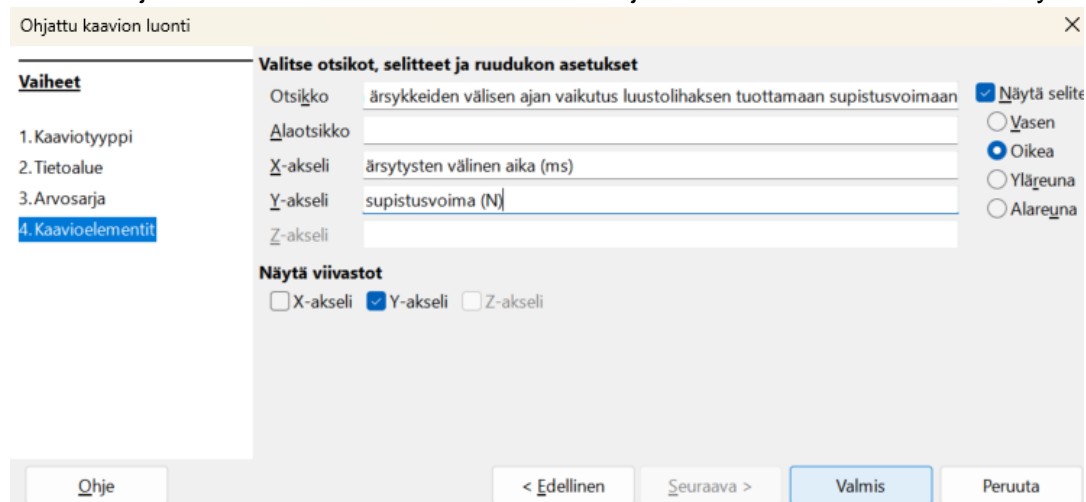 Ohjattu kaavion luonti
Vaiheet
1. Kaaviotyyppi
2. Tietoalue
3. Arvosarja
4. Kaavioelementit
Valitse otsikot, selitteet ja ruudukon asetukset
Otsikko ärsykkeiden välisen ajan vaikutus luustolihaksen tuottamaan supistusvoimaan
Alaotsikko
X-akseli ärsytysten välinen aika (ms)
Y-akseli supistusvoima (N)
Z-akseli
Näytä viivastot
X-akseli Y-akseli Z-akseli
Näytä selite
Vasen
Oikea
Yläreuna
Alareuna
Ohje < Edellinen Seuraava > Valmis Peruuta